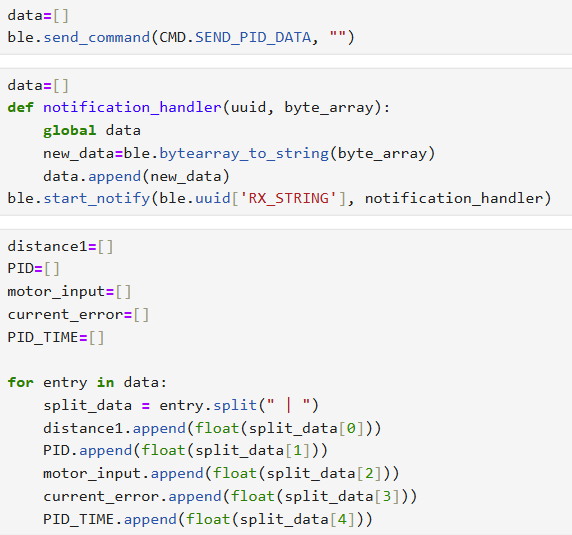 data=[]
ble.send_command(CMD.SEND_PID_DATA, "")
data=[]
def notification_handler(uuid, byte_array):
    global data
    new_data=ble.bytearray_to_string(byte_array)
    data.append(new_data)
ble.start_notify(ble.uuid['RX_STRING'], notification_handler)
distance1=[]
PID=[]
motor_input=[]
current_error=[]
PID_TIME=[]
for entry in data:
    split_data = entry.split(" | ")
    distance1.append(float(split_data[0]))
    PID.append(float(split_data[1]))
    motor_input.append(float(split_data[2]))
    current_error.append(float(split_data[3]))
    PID_TIME.append(float(split_data[4]))